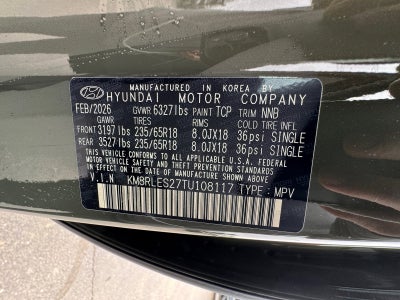 MANUFACTURED IN KOREA BY
HYUNDAI MOTOR COMPANY
FEB/2026 GVWR 6327lbs PAINT TCP TRIM NNB
GAWR TIRES RIMS COLD TIRE INFL.
FRONT 3197lbs 235/65R18 8.0JX18 36psi SINGLE
REAR 3527lbs 235/65R18 8.0JX18 36psi SINGLE
THIS VEHICLE CONFORMS TO ALL APPLICABLE FEDERAL
MOTOR VEHICLE SAFETY AND THEFT PREVENTION
STANDARDS IN EFFECT ON THE DATE OF
MANUFACTURE SHOWN ABOVE.
V.I.N KM8RLES27TU108117 TYPE : MPV